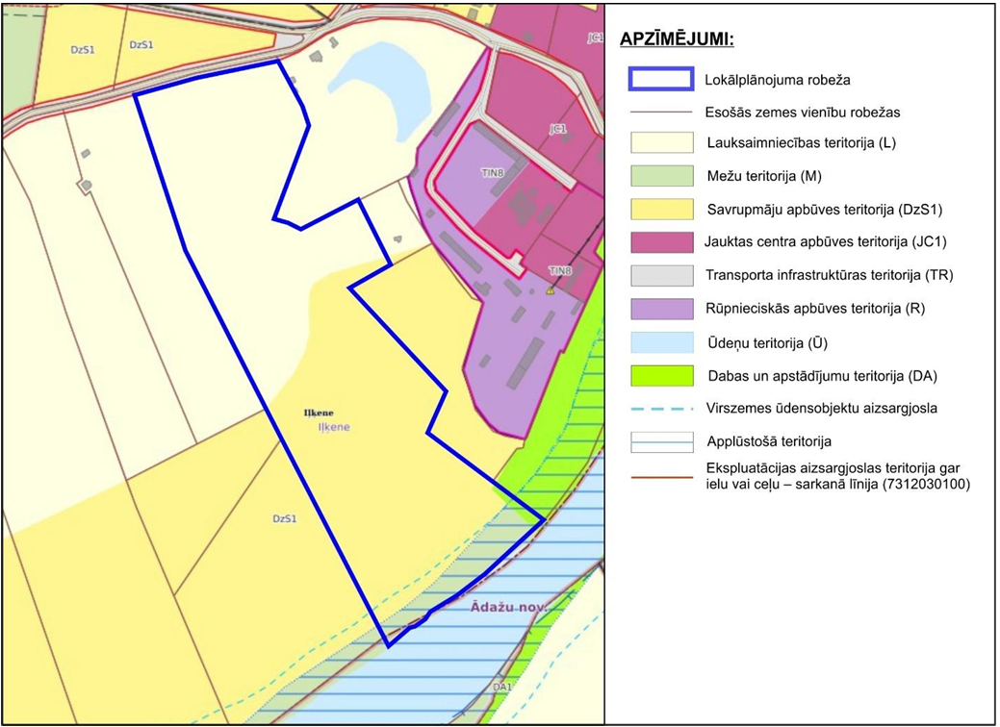 DzS1
DzS1
JC1
JC1
TIN8
TIN8
Iļķene
Iļķene
DzS1
Ādažu nov.
DA1
APZĪMĒJUMI:
Lokālplānojuma robeža
Esošās zemes vienību robežas
Lauksaimniecības teritorija (L)
Mežu teritorija (M)
Savrupmāju apbūves teritorija (DzS1)
Jauktas centra apbūves teritorija (JC1)
Transporta infrastruktūras teritorija (TR)
Rūpnieciskās apbūves teritorija (R)
Ūdeņu teritorija (Ū)
Dabas un apstādījumu teritorija (DA)
Virszemes ūdensobjektu aizsargjosla
Applūstošā teritorija
Ekspluatācijas aizsargjoslas teritorija gar
ielu vai ceļu – sarkanā līnija (7312030100)